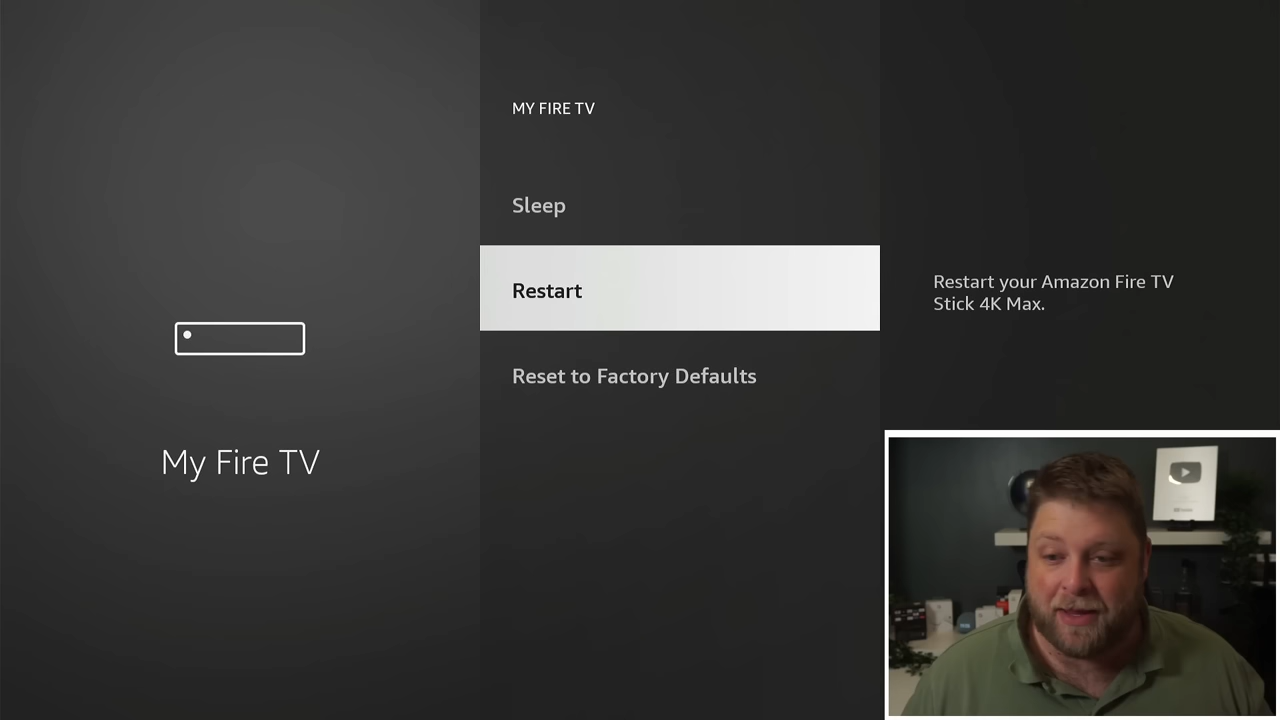 MY FIRE TV
Sleep
Restart
Reset to Factory Defaults
My Fire TV
Restart your Amazon Fire TV
Stick 4K Max.